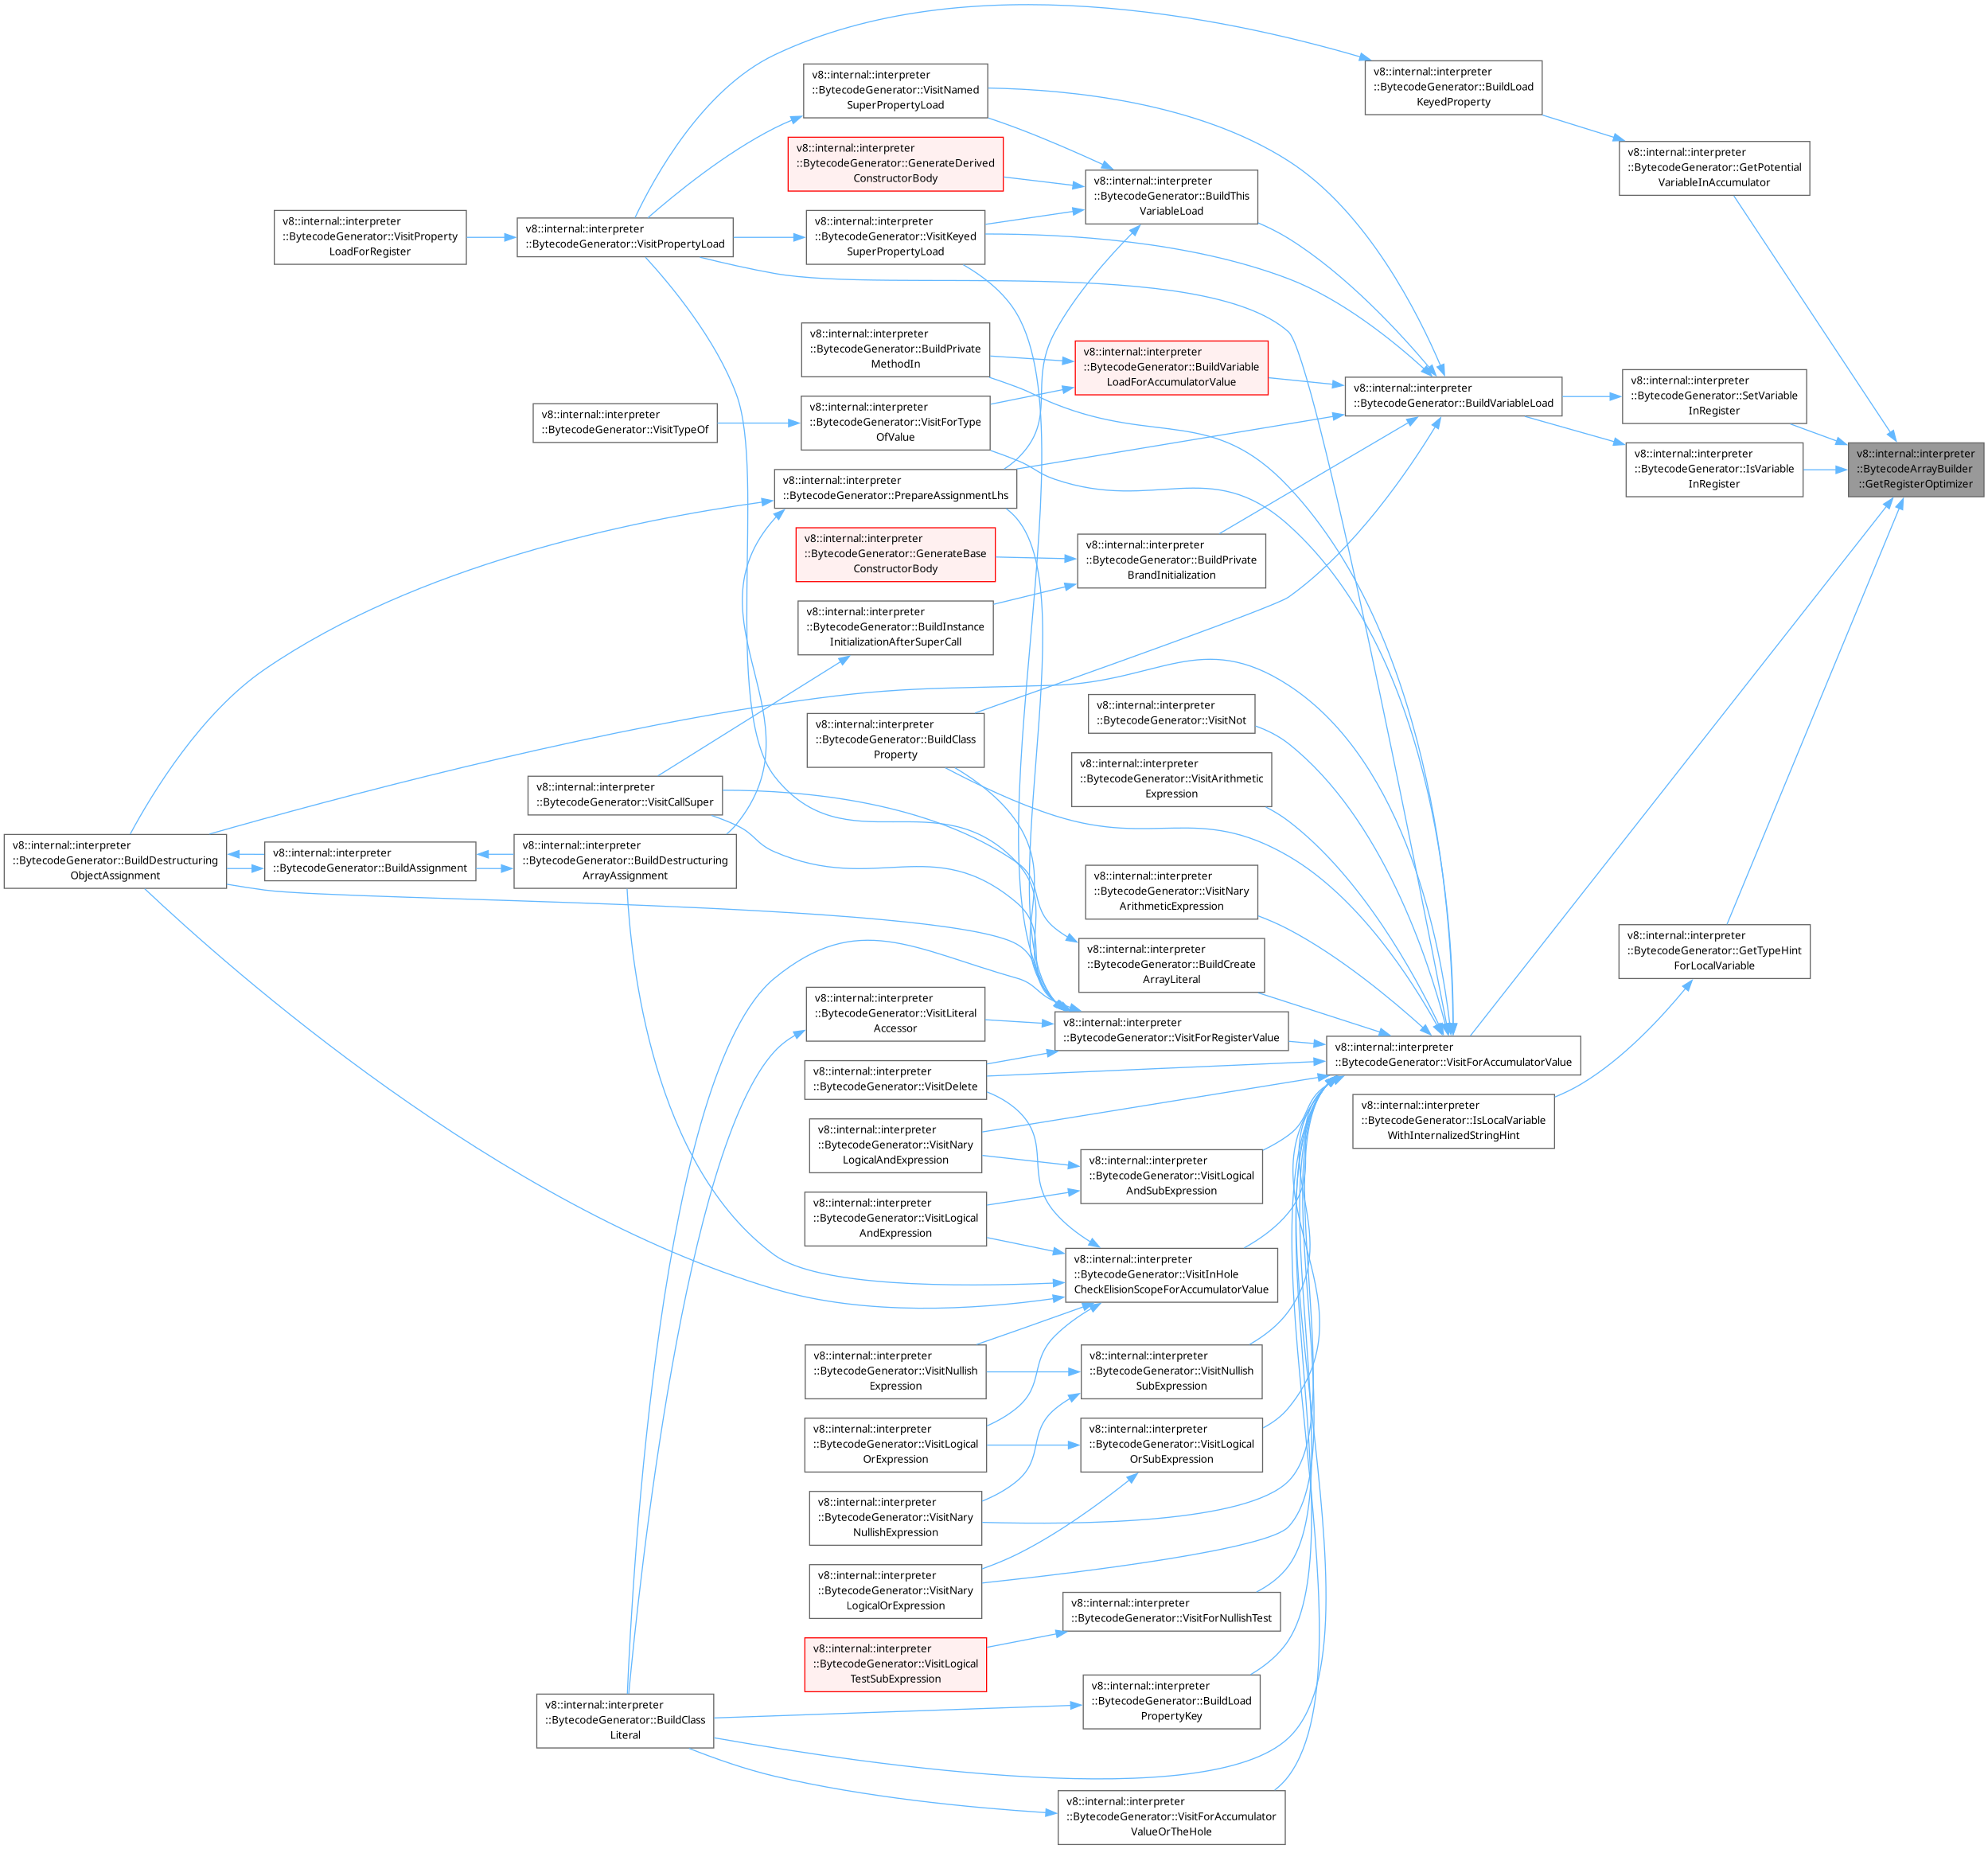 v8::internal::interpreter
::BytecodeGenerator::BuildLoad
KeyedProperty
v8::internal::interpreter
::BytecodeGenerator::VisitNamed
SuperPropertyLoad
v8::internal::interpreter
::BytecodeGenerator::GenerateDerived
ConstructorBody
v8::internal::interpreter
::BytecodeGenerator::GetPotential
VariableInAccumulator
v8::internal::interpreter
::BytecodeGenerator::BuildThis
VariableLoad
v8::internal::interpreter
::BytecodeGenerator::VisitProperty
LoadForRegister
v8::internal::interpreter
::BytecodeGenerator::VisitPropertyLoad
v8::internal::interpreter
::BytecodeGenerator::VisitKeyed
SuperPropertyLoad
v8::internal::interpreter
::BytecodeGenerator::BuildPrivate
MethodIn
v8::internal::interpreter
::BytecodeGenerator::BuildVariable
LoadForAccumulatorValue
v8::internal::interpreter
::BytecodeGenerator::BuildVariableLoad
v8::internal::interpreter
::BytecodeGenerator::SetVariable
InRegister
v8::internal::interpreter
::BytecodeGenerator::VisitTypeOf
v8::internal::interpreter
::BytecodeGenerator::VisitForType
OfValue
v8::internal::interpreter
::BytecodeGenerator::IsVariable
InRegister
v8::internal::interpreter
::BytecodeArrayBuilder
::GetRegisterOptimizer
v8::internal::interpreter
::BytecodeGenerator::PrepareAssignmentLhs
v8::internal::interpreter
::BytecodeGenerator::GenerateBase
ConstructorBody
v8::internal::interpreter
::BytecodeGenerator::BuildPrivate
BrandInitialization
v8::internal::interpreter
::BytecodeGenerator::BuildInstance
InitializationAfterSuperCall
v8::internal::interpreter
::BytecodeGenerator::VisitNot
v8::internal::interpreter
::BytecodeGenerator::BuildClass
Property
v8::internal::interpreter
::BytecodeGenerator::VisitArithmetic
Expression
v8::internal::interpreter
::BytecodeGenerator::VisitCallSuper
v8::internal::interpreter
::BytecodeGenerator::BuildDestructuring
ObjectAssignment
v8::internal::interpreter
::BytecodeGenerator::BuildAssignment
v8::internal::interpreter
::BytecodeGenerator::BuildDestructuring
ArrayAssignment
v8::internal::interpreter
::BytecodeGenerator::VisitNary
ArithmeticExpression
v8::internal::interpreter
::BytecodeGenerator::BuildCreate
ArrayLiteral
v8::internal::interpreter
::BytecodeGenerator::GetTypeHint
ForLocalVariable
v8::internal::interpreter
::BytecodeGenerator::VisitLiteral
Accessor
v8::internal::interpreter
::BytecodeGenerator::VisitForRegisterValue
v8::internal::interpreter
::BytecodeGenerator::VisitForAccumulatorValue
v8::internal::interpreter
::BytecodeGenerator::VisitDelete
v8::internal::interpreter
::BytecodeGenerator::IsLocalVariable
WithInternalizedStringHint
v8::internal::interpreter
::BytecodeGenerator::VisitNary
LogicalAndExpression
v8::internal::interpreter
::BytecodeGenerator::VisitLogical
AndSubExpression
v8::internal::interpreter
::BytecodeGenerator::VisitLogical
AndExpression
v8::internal::interpreter
::BytecodeGenerator::VisitInHole
CheckElisionScopeForAccumulatorValue
v8::internal::interpreter
::BytecodeGenerator::VisitNullish
Expression
v8::internal::interpreter
::BytecodeGenerator::VisitNullish
SubExpression
v8::internal::interpreter
::BytecodeGenerator::VisitLogical
OrExpression
v8::internal::interpreter
::BytecodeGenerator::VisitLogical
OrSubExpression
v8::internal::interpreter
::BytecodeGenerator::VisitNary
NullishExpression
v8::internal::interpreter
::BytecodeGenerator::VisitNary
LogicalOrExpression
v8::internal::interpreter
::BytecodeGenerator::VisitForNullishTest
v8::internal::interpreter
::BytecodeGenerator::VisitLogical
TestSubExpression
v8::internal::interpreter
::BytecodeGenerator::BuildLoad
PropertyKey
v8::internal::interpreter
::BytecodeGenerator::BuildClass
Literal
v8::internal::interpreter
::BytecodeGenerator::VisitForAccumulator
ValueOrTheHole